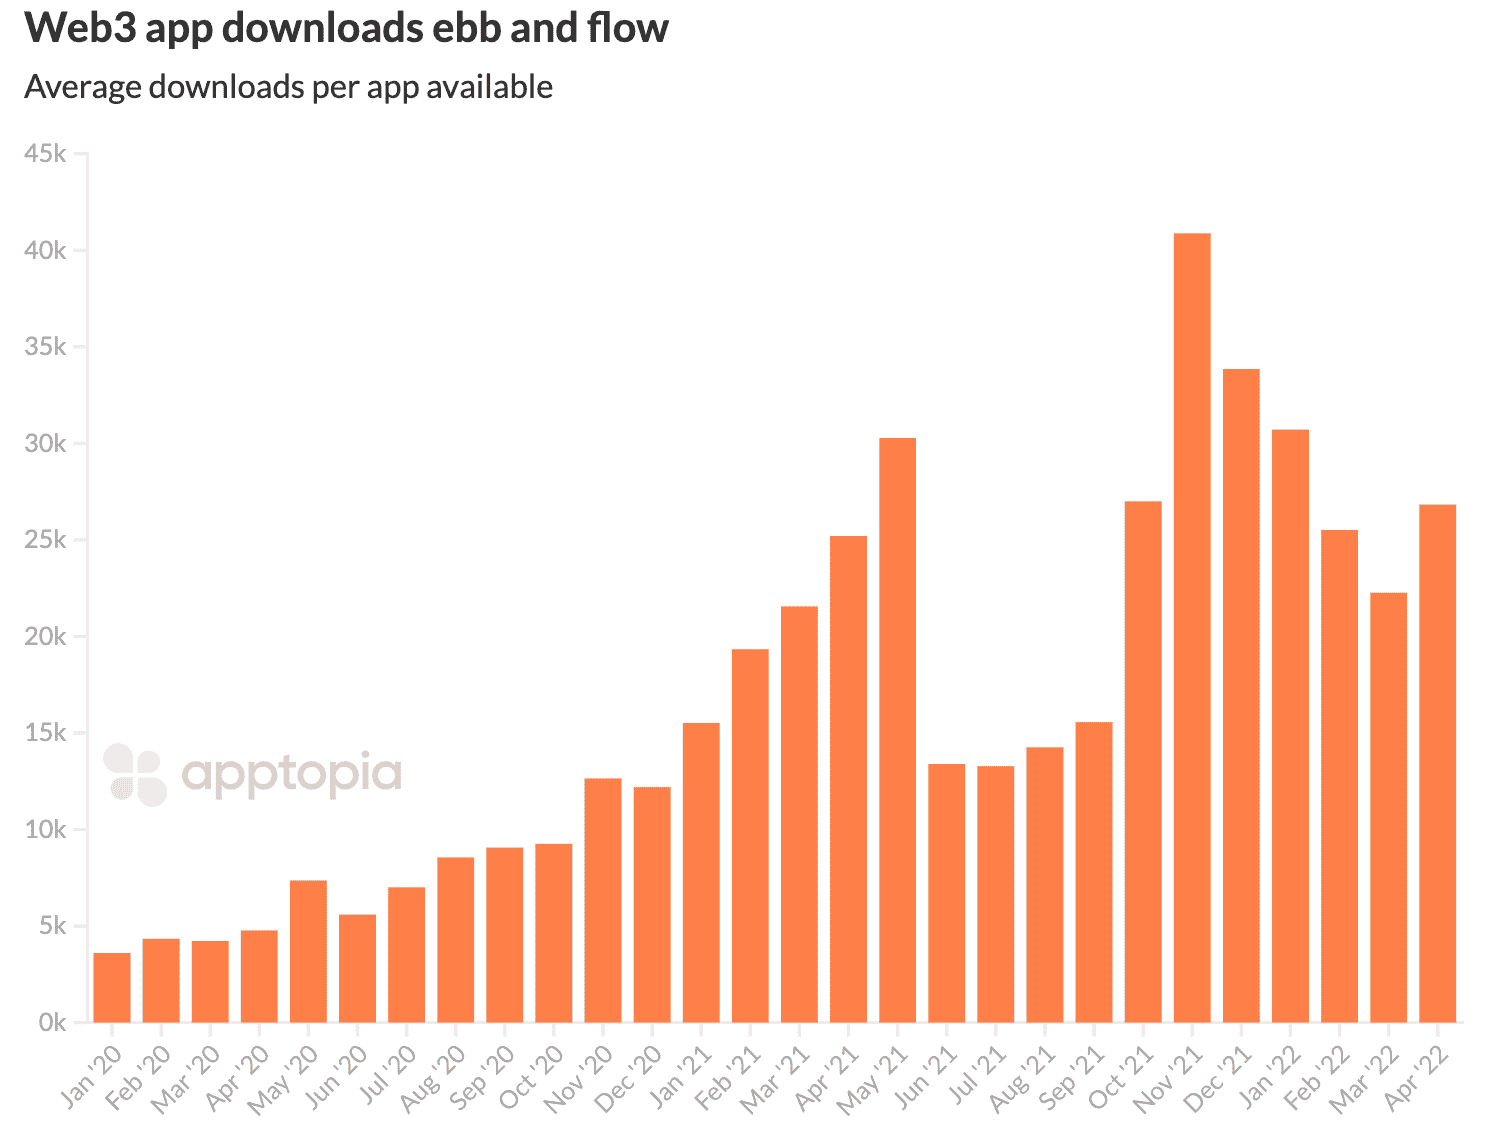 Web3 app downloads ebb and flow
Average downloads per app available
45k
40k
35k
30k
25k
20k
15k
10k
5k
0k
apptopia
Jan '20
Feb '20
Mar '20
Apr '20
May '20
Jun '20
Jul '20
Aug '20
Sep '20
Oct '20
Nov '20
Dec '20
Jan '21
Feb '21
Mar '21
Apr '21
May '21
Jun '21
Jul '21
Aug '21
Sep '21
Oct '21
Nov '21
Dec '21
Jan '22
Feb '22
Mar '22
Apr '22